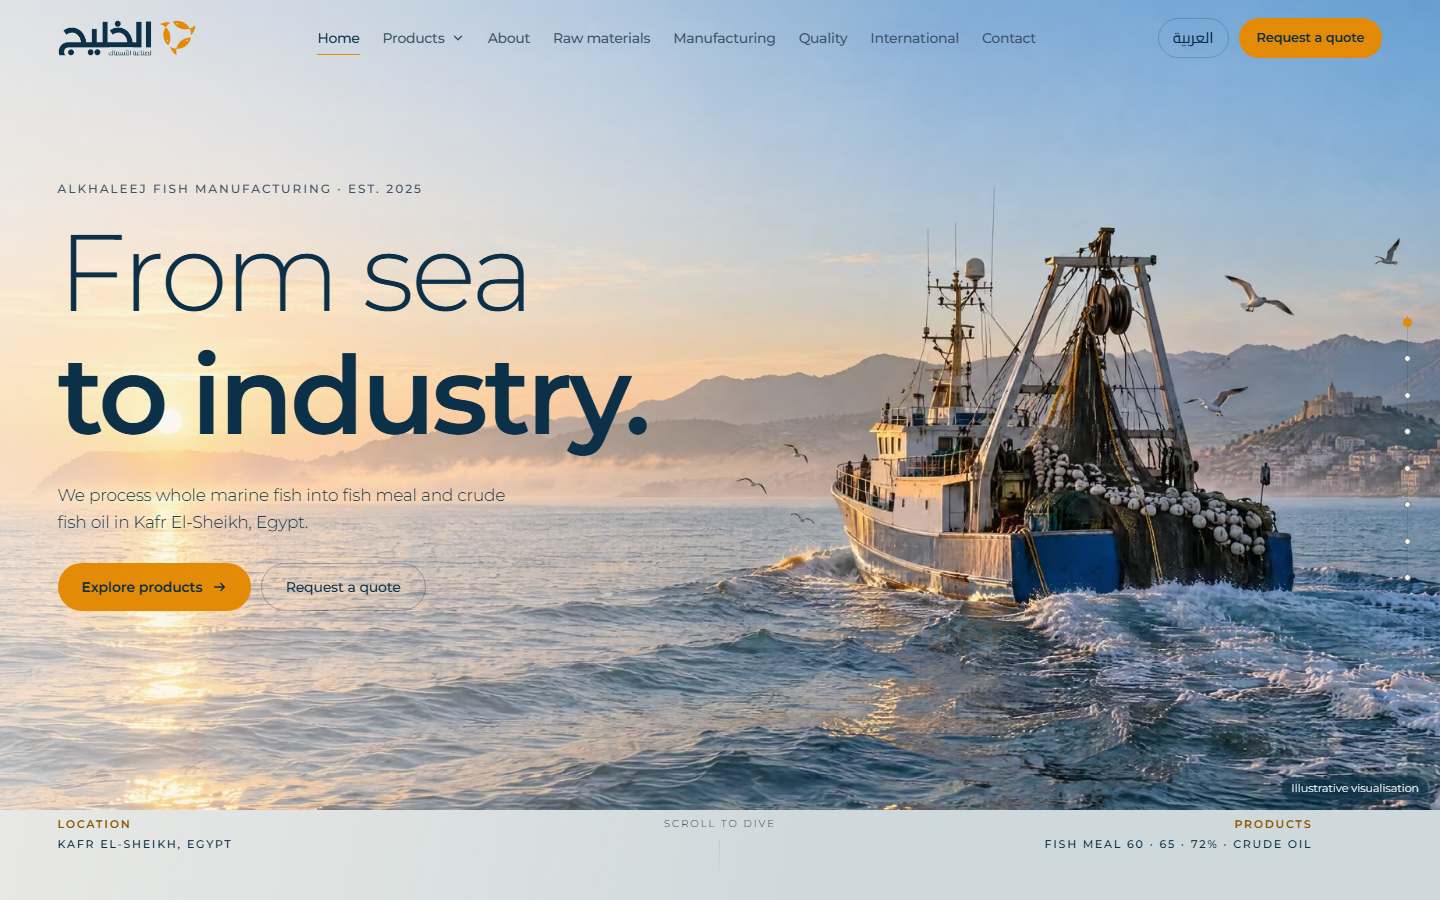 الخليج
لصناعة الأسماك
Home
Products
About
Raw materials
Manufacturing
Quality
International
Contact
العربية
Request a quote
ALKHALEEJ FISH MANUFACTURING · EST. 2025
From sea
to industry.
We process whole marine fish into fish meal and crude
fish oil in Kafr El-Sheikh, Egypt.
Explore products →
Request a quote
Illustrative visualisation
LOCATION
KAFR EL-SHEIKH, EGYPT
SCROLL TO DIVE
PRODUCTS
FISH MEAL 60 · 65 · 72% · CRUDE OIL